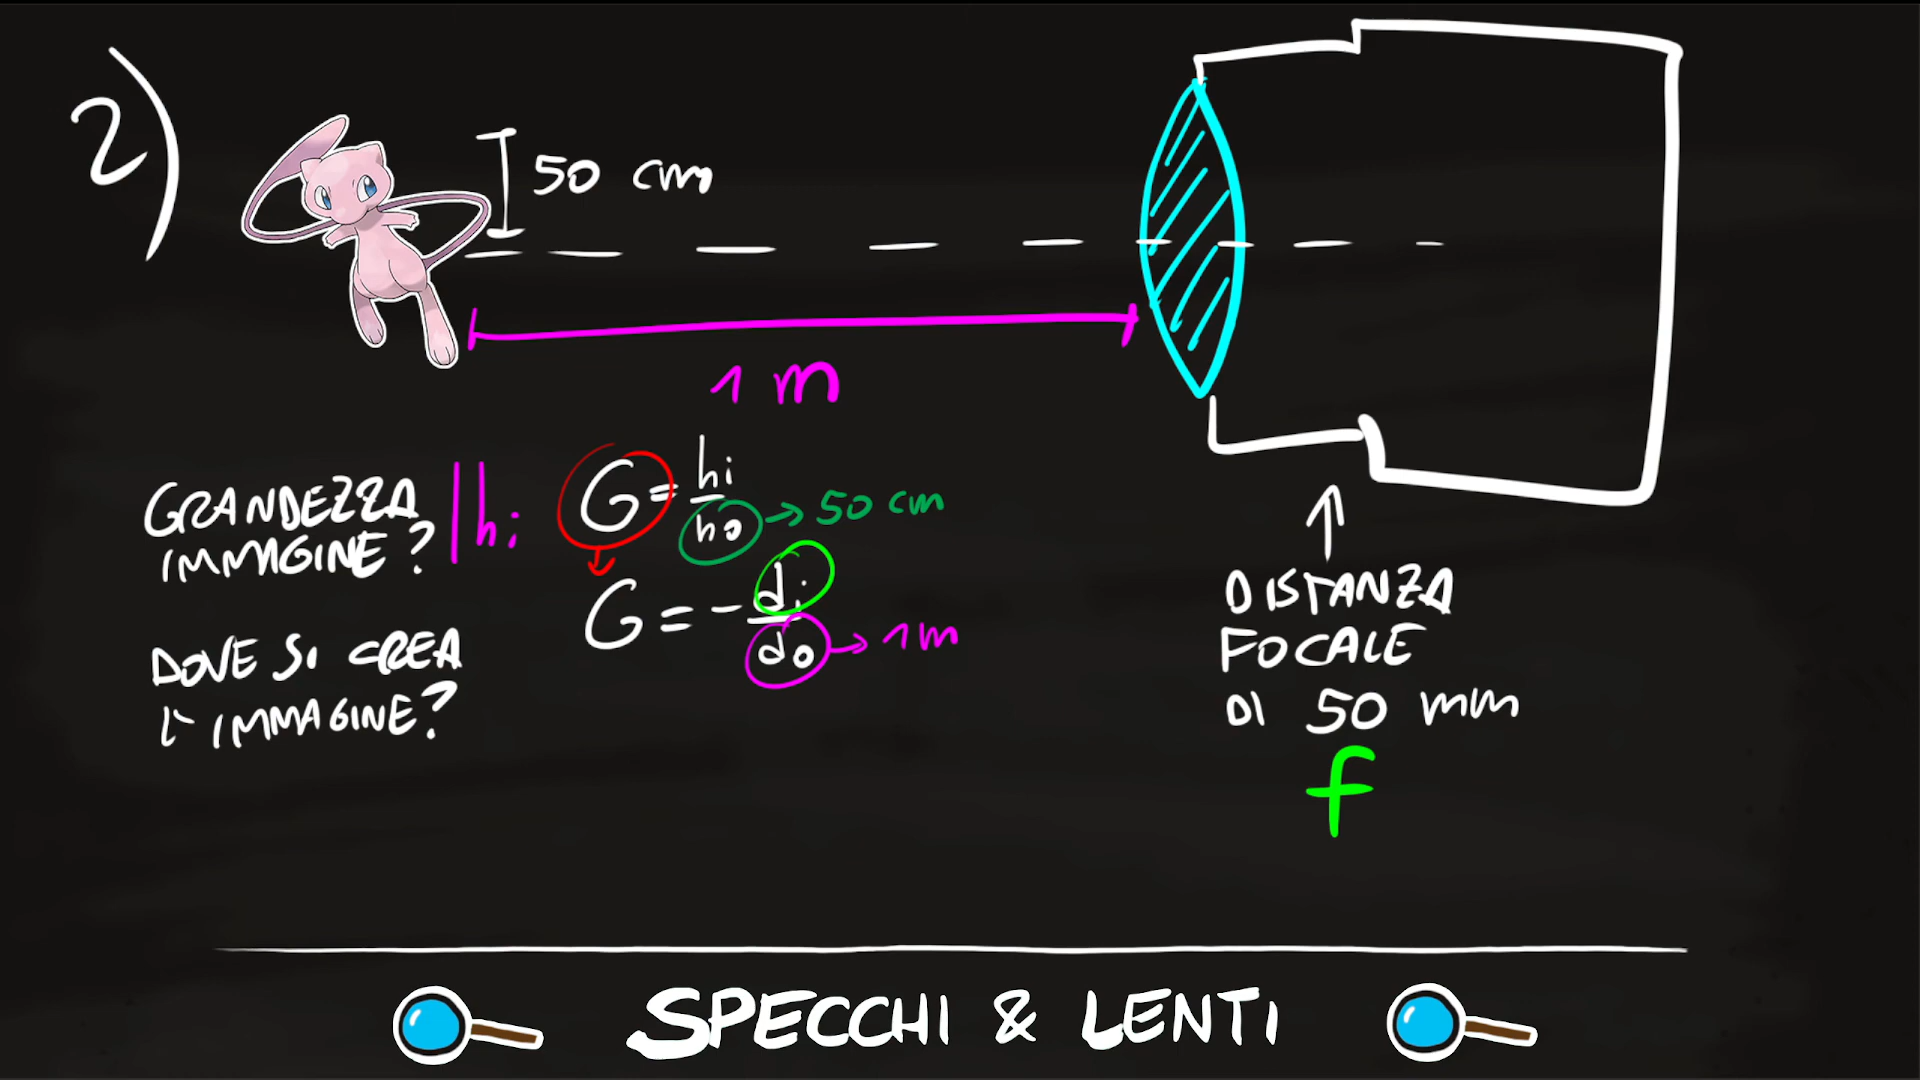 2)
50 cm
1 m
GRANDEZZA
IMMAGINE?
hi
G = hi
ho → 50 cm
G = - di
do → 1 m
DOVE SI CREA
L'IMMAGINE?
↑
DISTANZA
FOCALE
DI 50 mm
f
SPECCHI & LENTI